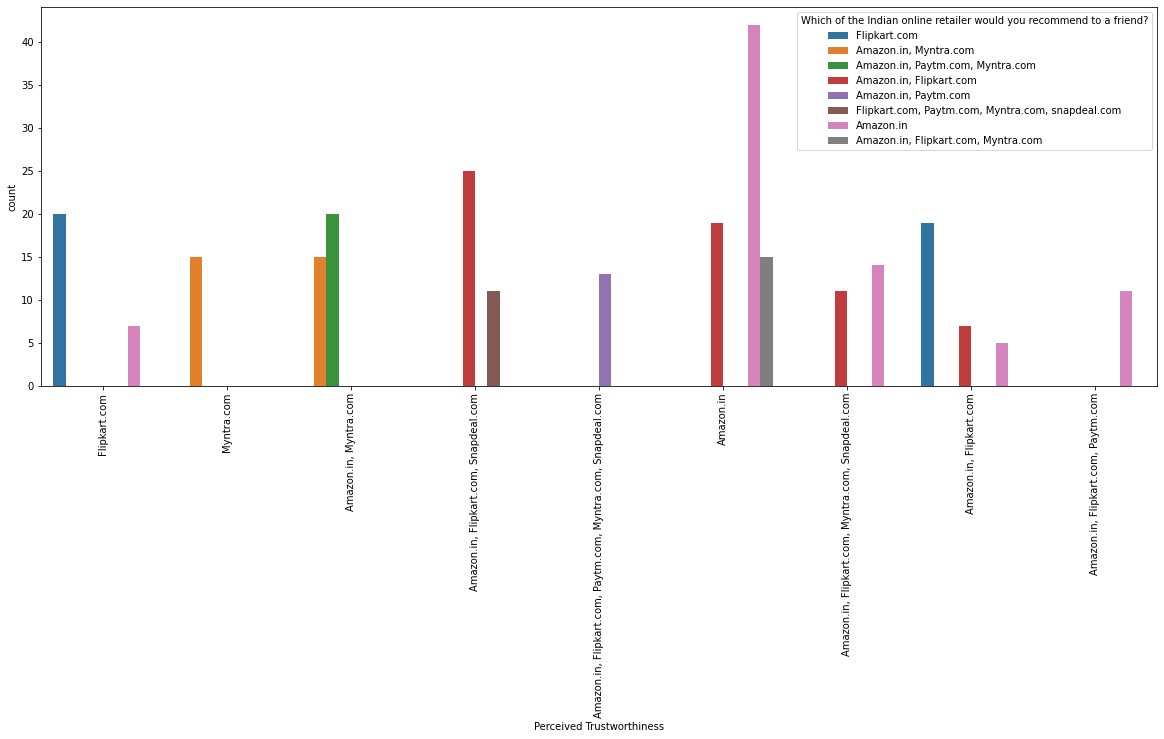 Which of the Indian online retailer would you recommend to a friend?
Flipkart.com
Amazon.in, Myntra.com
Amazon.in, Paytm.com, Myntra.com
Amazon.in, Flipkart.com
Amazon.in, Paytm.com
Flipkart.com, Paytm.com, Myntra.com, snapdeal.com
Amazon.in
Amazon.in, Flipkart.com, Myntra.com
count
40
35
30
25
20
15
10
5
0
Flipkart.com
Myntra.com
Amazon.in, Myntra.com
Amazon.in, Flipkart.com, Snapdeal.com
Amazon.in, Flipkart.com, Paytm.com, Myntra.com, Snapdeal.com
Amazon.in
Amazon.in, Flipkart.com, Myntra.com, Snapdeal.com
Amazon.in, Flipkart.com
Amazon.in, Flipkart.com, Paytm.com
Perceived Trustworthiness